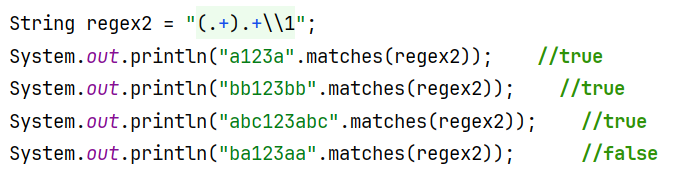 String regex2 = "(.+).+\\1";
System.out.println("a123a".matches(regex2));    //true
System.out.println("bb123bb".matches(regex2));    //true
System.out.println("abc123abc".matches(regex2));    //true
System.out.println("ba123aa".matches(regex2));      //false